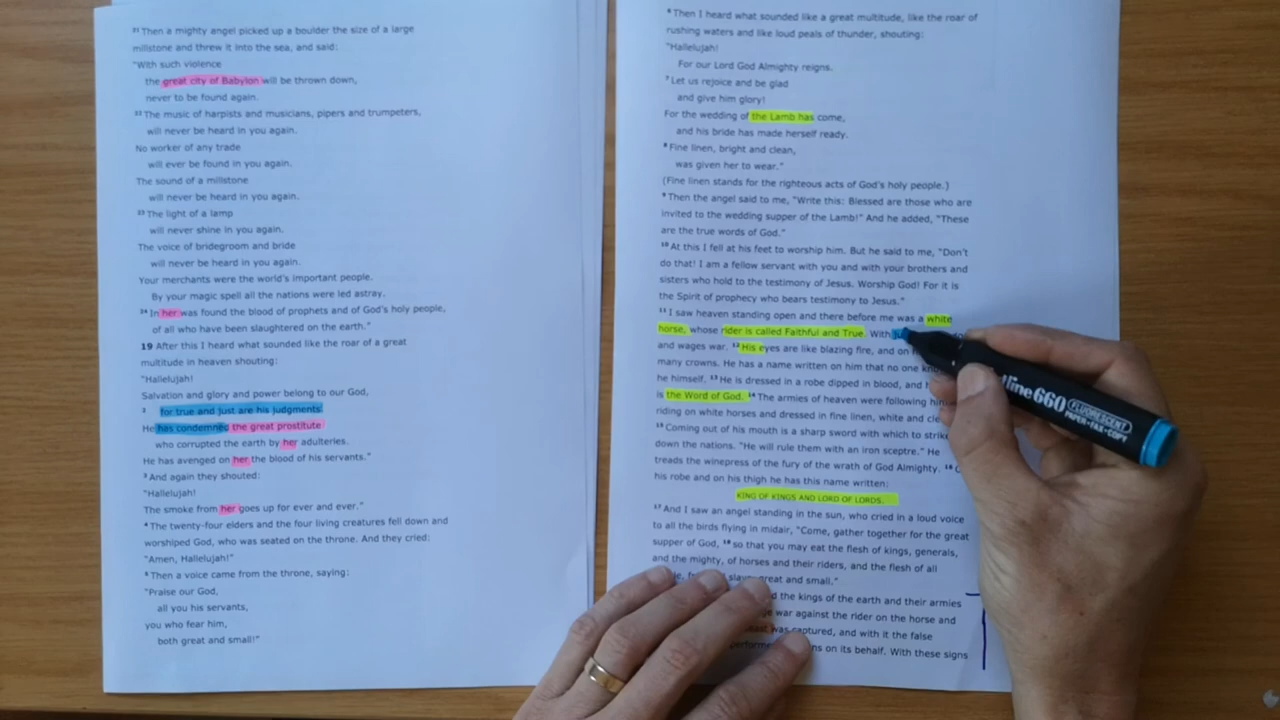 21 Then a mighty angel picked up a boulder the size of a large
millstone and threw it into the sea, and said:
"With such violence
the great city of Babylon will be thrown down,
never to be found again.
22 The music of harpists and musicians, pipers and trumpeters,
will never be heard in you again.
No worker of any trade
will ever be found in you again.
The sound of a millstone
will never be heard in you again.
23 The light of a lamp
will never shine in you again.
The voice of bridegroom and bride
will never be heard in you again.
Your merchants were the world's important people.
By your magic spell all the nations were led astray.
24 In her was found the blood of prophets and of God's holy people,
of all who have been slaughtered on the earth."
19 After this I heard what sounded like the roar of a great
multitude in heaven shouting:
"Hallelujah!
Salvation and glory and power belong to our God,
2 for true and just are his judgments.
He has condemned the great prostitute
who corrupted the earth by her adulteries.
He has avenged on her the blood of his servants."
3 And again they shouted:
"Hallelujah!
The smoke from her goes up for ever and ever."
4 The twenty-four elders and the four living creatures fell down and
worshiped God, who was seated on the throne. And they cried:
"Amen, Hallelujah!"
5 Then a voice came from the throne, saying:
"Praise our God,
all you his servants,
you who fear him,
both great and small!"
6 Then I heard what sounded like a great multitude, like the roar of
rushing waters and like loud peals of thunder, shouting:
"Hallelujah!
For our Lord God Almighty reigns.
7 Let us rejoice and be glad
and give him glory!
For the wedding of the Lamb has come,
and his bride has made herself ready.
8 Fine linen, bright and clean,
was given her to wear."
(Fine linen stands for the righteous acts of God's holy people.)
9 Then the angel said to me, "Write this: Blessed are those who are
invited to the wedding supper of the Lamb!" And he added, "These
are the true words of God."
10 At this I fell at his feet to worship him. But he said to me, "Don't
do that! I am a fellow servant with you and with your brothers and
sisters who hold to the testimony of Jesus. Worship God! For it is
the Spirit of prophecy who bears testimony to Jesus."
11 I saw heaven standing open and there before me was a white
horse, whose rider is called Faithful and True. With
and wages war. 12 His eyes are like blazing fire, and on
many crowns. He has a name written on him that no one
he himself. 13 He is dressed in a robe dipped in blood, and
is the Word of God. 14 The armies of heaven were following
riding on white horses and dressed in fine linen, white and
15 Coming out of his mouth is a sharp sword with which to strike
down the nations. "He will rule them with an iron sceptre." He
treads the winepress of the fury of the wrath of God Almighty. 16
his robe and on his thigh he has this name written:
KING OF KINGS AND LORD OF LORDS.
17 And I saw an angel standing in the sun, who cried in a loud voice
to all the birds flying in midair, "Come, gather together for the great
supper of God, 18 so that you may eat the flesh of kings, generals,
and the mighty, of horses and their riders, and the flesh of all
great and small."
the kings of the earth and their armies
war against the rider on the horse and
was captured, and with it the false
on its behalf. With these signs
line 660
FLUORESCENT
PAPER•FAX•COPY